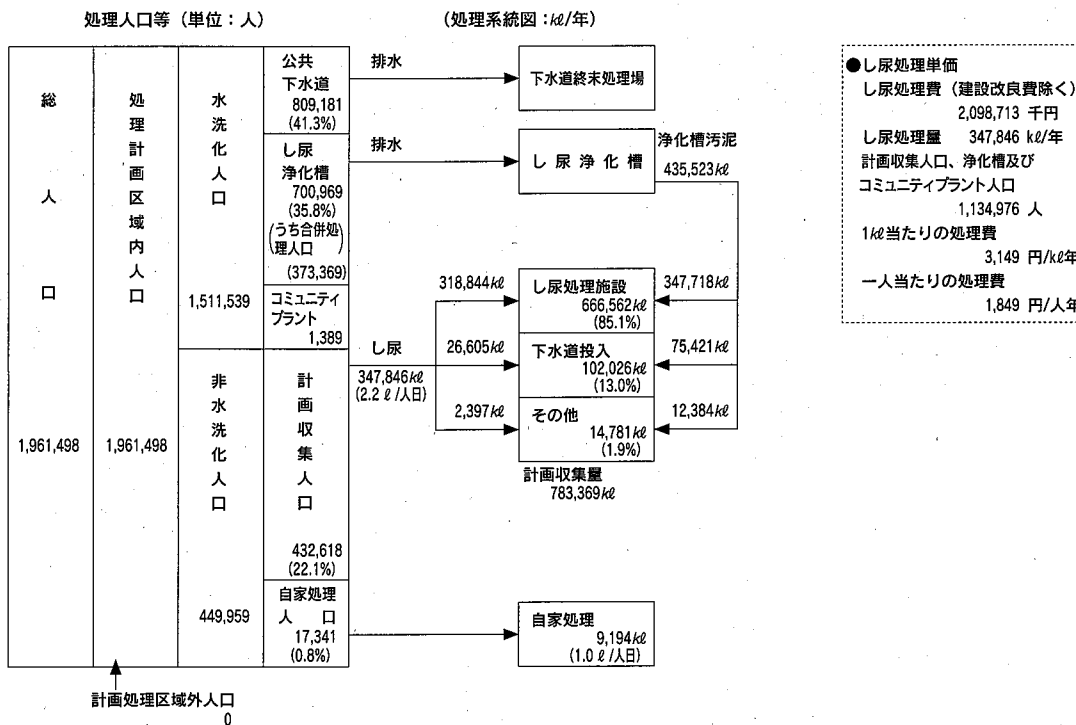 処理人口等（単位：人）
（処理系統図：㎘/年）
総人口
1,961,498
処理計画区域内人口
1,961,498
水洗化人口
1,511,539
非水洗化人口
449,959
公共
下水道
809,181
(41.3%)
し尿
浄化槽
700,969
(35.8%)
(うち合併処
理人口)
(373,369)
コミュニティ
プラント
1,389
計画収集人口
432,618
(22.1%)
自家処理
人口
17,341
(0.8%)
計画処理区域外人口
0
排水
下水道終末処理場
排水
し尿浄化槽
浄化槽汚泥
435,523㎘
し尿
347,846㎘
(2.2 ℓ/人日)
318,844㎘
し尿処理施設
666,562㎘
(85.1%)
347,718㎘
26,605㎘
下水道投入
102,026㎘
(13.0%)
75,421㎘
2,397㎘
その他
14,781㎘
(1.9%)
12,384㎘
計画収集量
783,369㎘
自家処理
9,194㎘
(1.0 ℓ/人日)
●し尿処理単価
し尿処理費（建設改良費除く）
2,098,713 千円
し尿処理量 347,846 ㎘/年
計画収集人口、浄化槽及び
コミュニティプラント人口
1,134,976 人
1㎘当たりの処理費
3,149 円/㎘年
一人当たりの処理費
1,849 円/人年